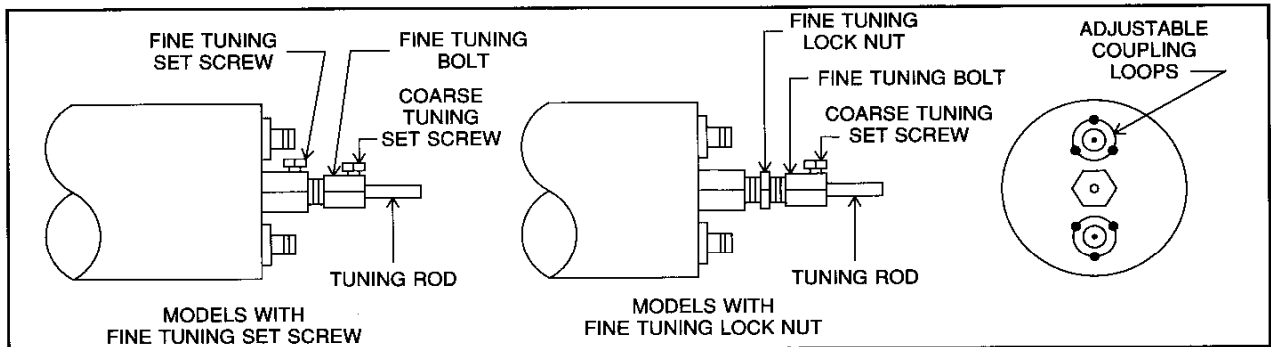 FINE TUNING
SET SCREW
FINE TUNING
BOLT
COARSE
TUNING
SET SCREW
TUNING ROD
MODELS WITH
FINE TUNING SET SCREW
FINE TUNING
LOCK NUT
FINE TUNING BOLT
COARSE TUNING
SET SCREW
TUNING ROD
MODELS WITH
FINE TUNING LOCK NUT
ADJUSTABLE
COUPLING
LOOPS